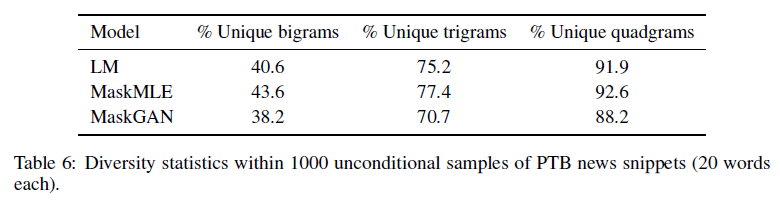 Model % Unique bigrams % Unique trigrams % Unique quadgrams
LM 40.6 75.2 91.9
MaskMLE 43.6 77.4 92.6
MaskGAN 38.2 70.7 88.2
Table 6: Diversity statistics within 1000 unconditional samples of PTB news snippets (20 words
each).